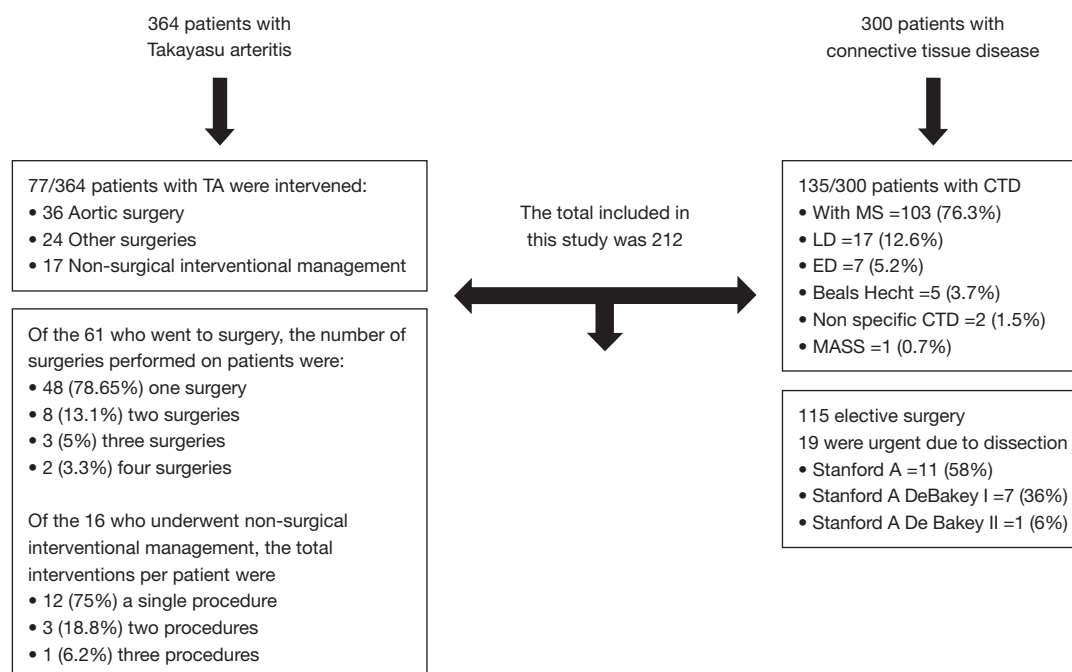 364 patients with
Takayasu arteritis
77/364 patients with TA were intervened:
• 36 Aortic surgery
• 24 Other surgeries
• 17 Non-surgical interventional management
Of the 61 who went to surgery, the number of
surgeries performed on patients were:
• 48 (78.65%) one surgery
• 8 (13.1%) two surgeries
• 3 (5%) three surgeries
• 2 (3.3%) four surgeries
Of the 16 who underwent non-surgical
interventional management, the total
interventions per patient were
• 12 (75%) a single procedure
• 3 (18.8%) two procedures
• 1 (6.2%) three procedures
The total included in
this study was 212
300 patients with
connective tissue disease
135/300 patients with CTD
• With MS =103 (76.3%)
• LD =17 (12.6%)
• ED =7 (5.2%)
• Beals Hecht =5 (3.7%)
• Non specific CTD =2 (1.5%)
• MASS =1 (0.7%)
115 elective surgery
19 were urgent due to dissection
• Stanford A =11 (58%)
• Stanford A DeBakey I =7 (36%)
• Stanford A De Bakey II =1 (6%)